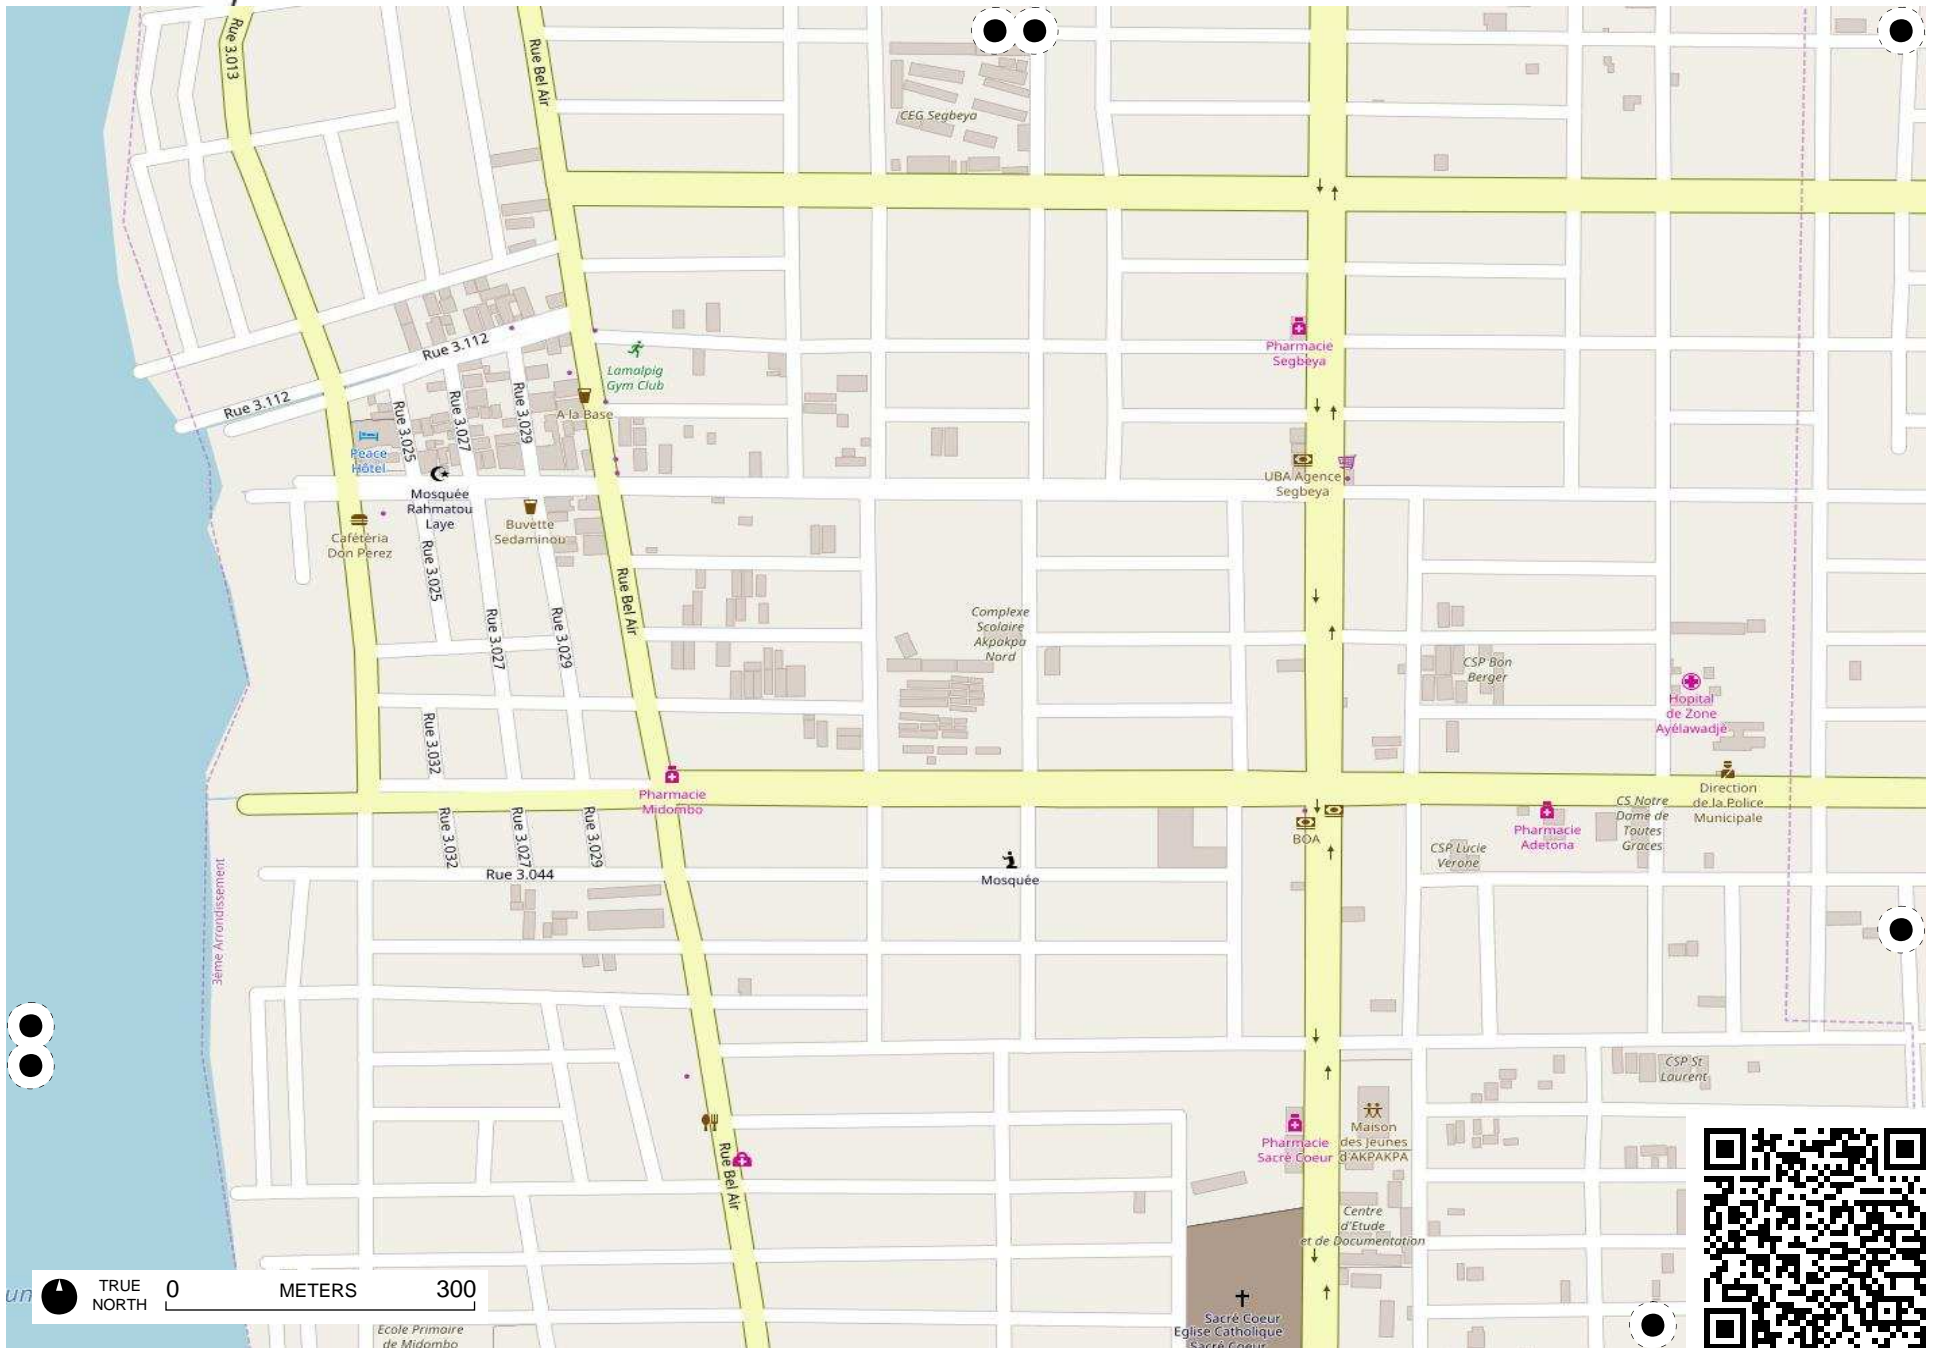 Rue 3.013
Rue Bel Air
CEG Segbeya
Rue 3.112
Rue 3.112
Lamalpig
Gym Club
A la Base
Pharmacie
Segbeya
Rue 3.025
Rue 3.027
Rue 3.029
Peace
Hôtel
Mosquée
Rahmatou
Laye
Buvette
Sedaminou
UBA Agence
Segbeya
Cafétéria
Don Perez
Rue 3.025
Rue Bel Air
Rue 3.027
Rue 3.029
Complexe
Scolaire
Akpakpa
Nord
CSP Bon
Berger
Hopital
de Zone
Ayélawadjè
Rue 3.032
Pharmacie
Midombo
Direction
de la Police
Municipale
CS Notre
Dame de
Toutes
Graces
Pharmacie
Adetona
BOA
CSP Lucie
Verone
Rue 3.032
Rue 3.027
Rue 3.029
Rue 3.044
Mosquée
3ème Arrondissement
CSP St
Laurent
Pharmacie
Sacré Coeur
Maison
des Jeunes
d'AKPAKPA
Rue Bel Air
Centre
d'Etude
et de Documentation
TRUE
NORTH
0 METERS 300
Sacré Coeur
Eglise Catholique
Sacré Coeur
Ecole Primaire
de Midombo